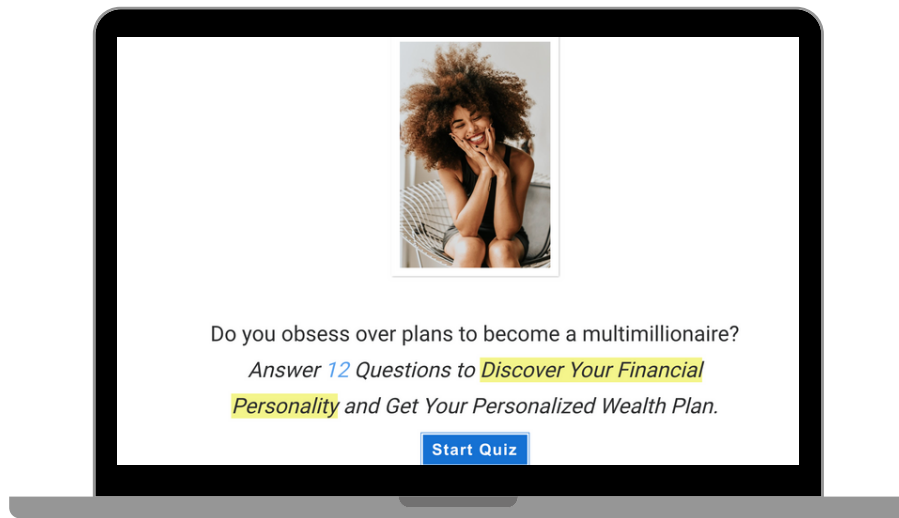 Do you obsess over plans to become a multimillionaire?
Answer 12 Questions to Discover Your Financial
Personality and Get Your Personalized Wealth Plan.
Start Quiz